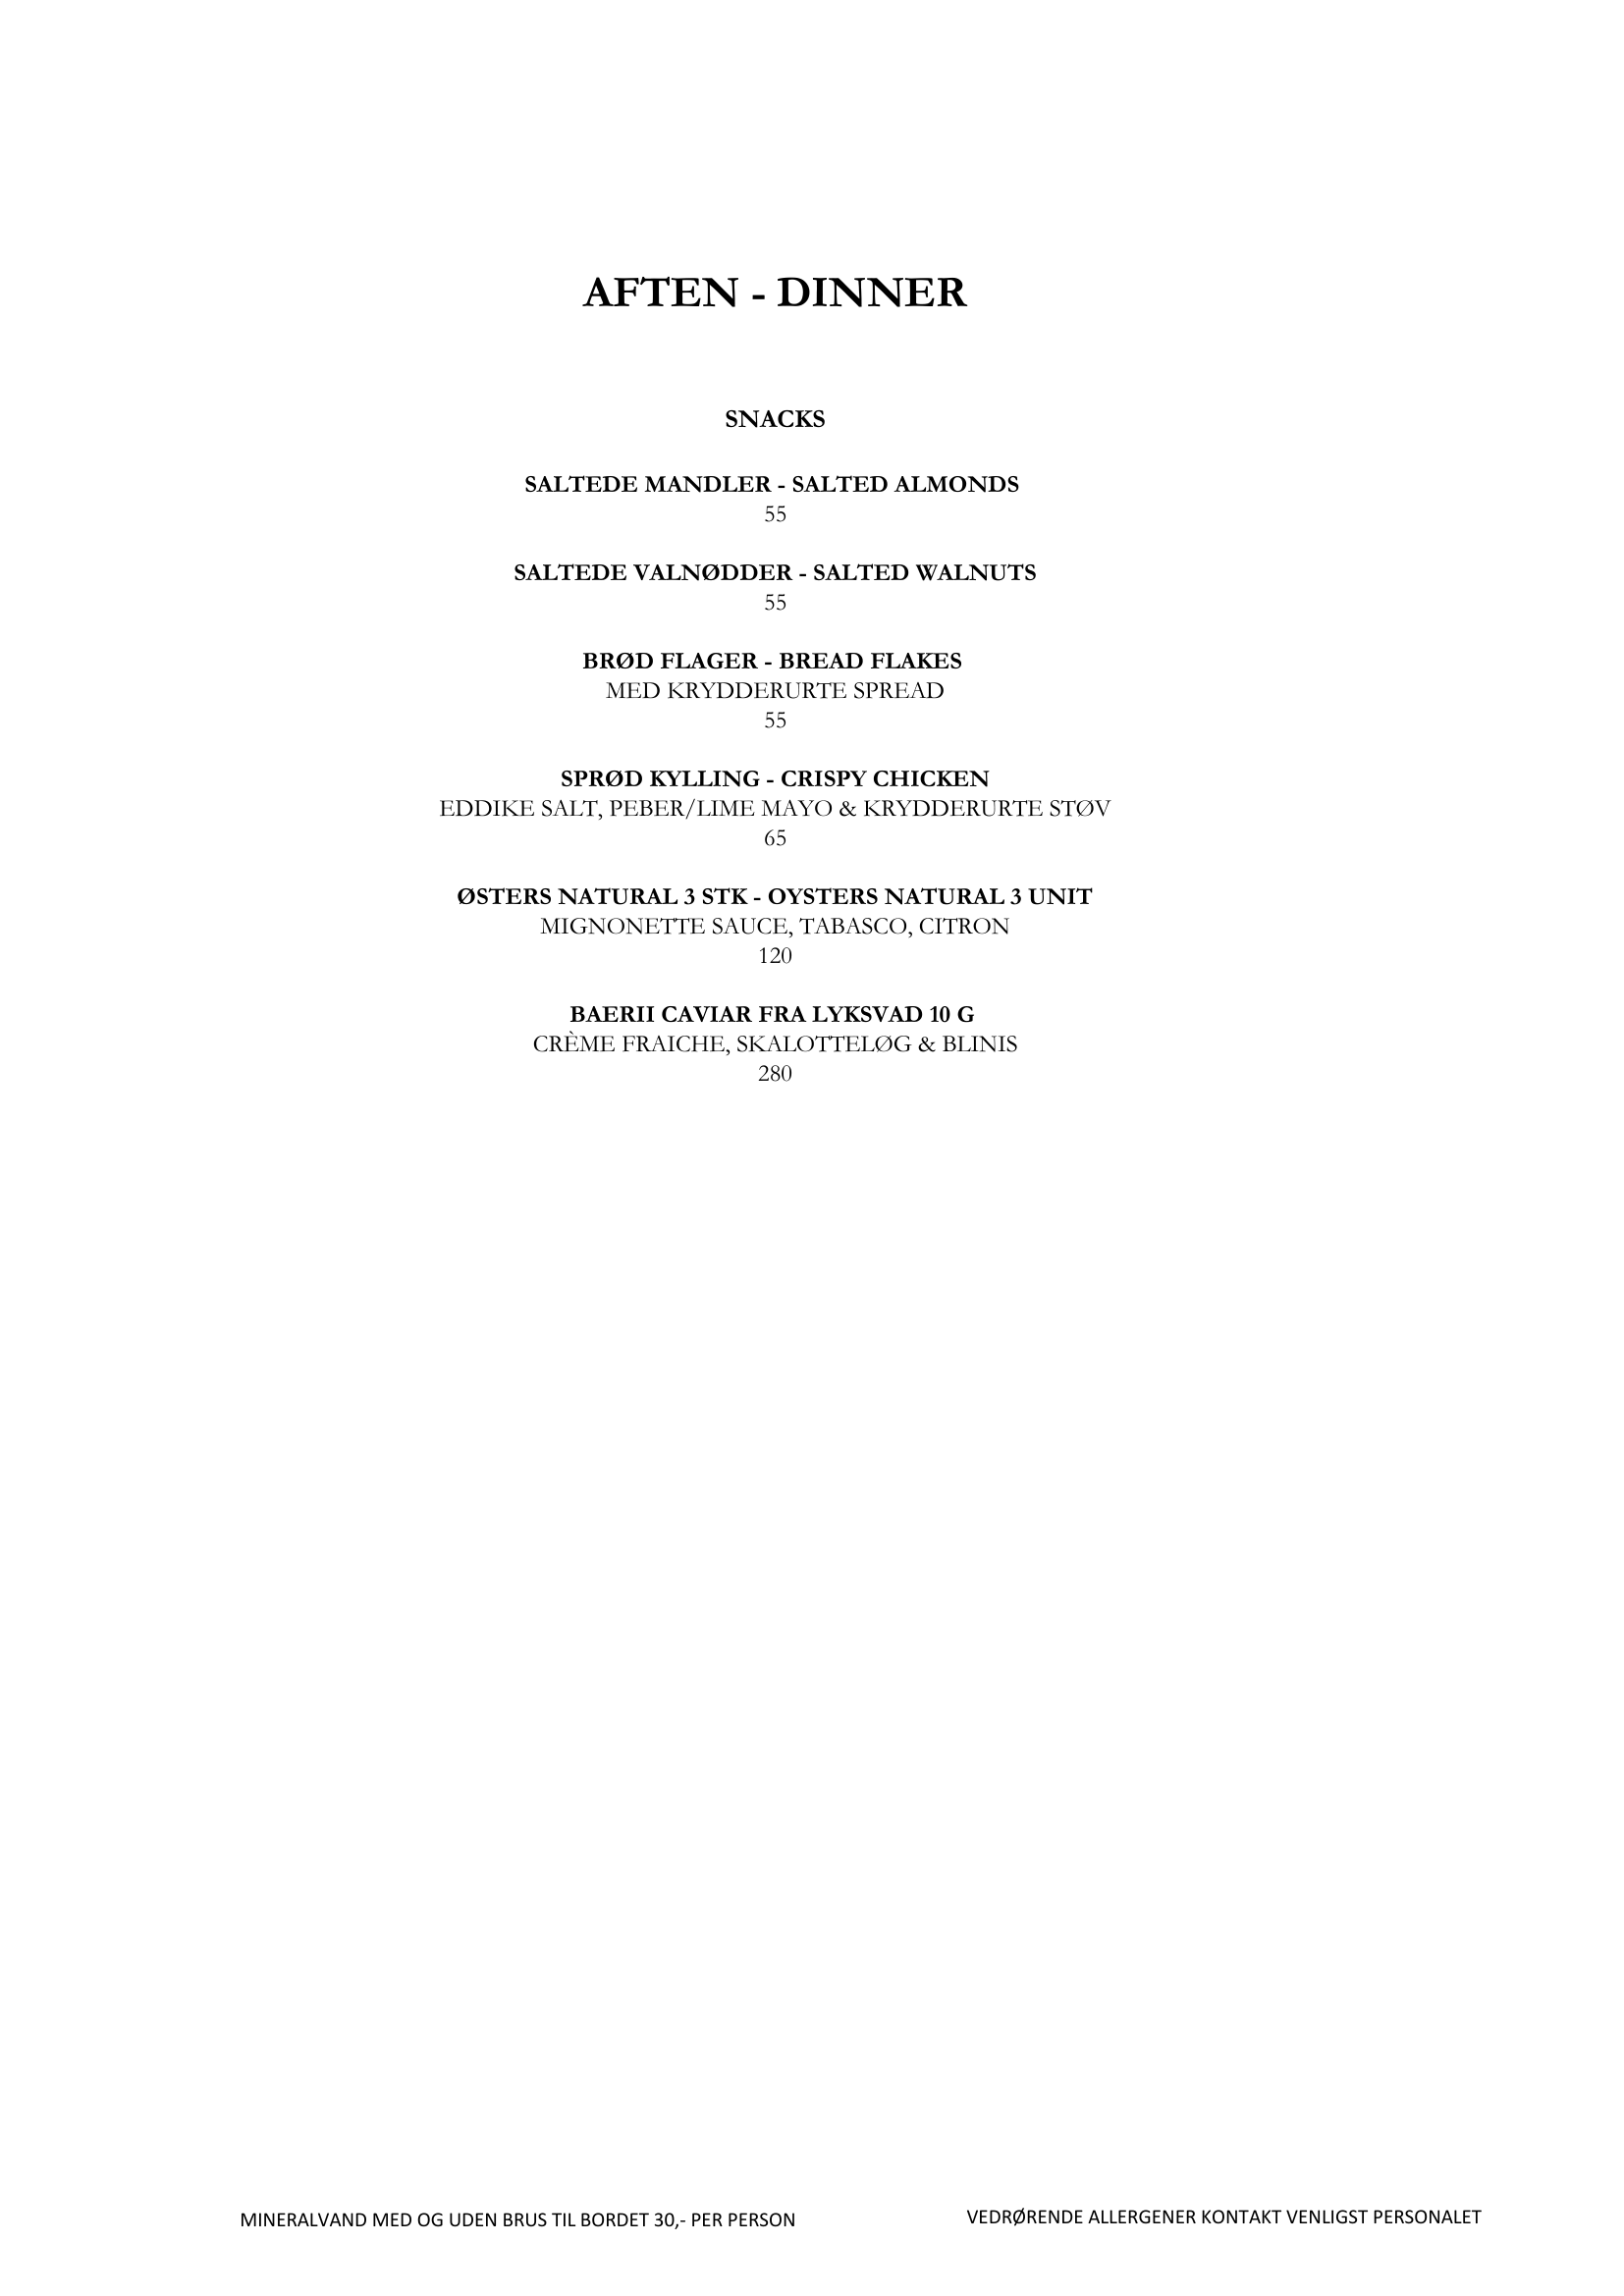 AFTEN - DINNER
SNACKS
SALTEDE MANDLER - SALTED ALMONDS
55
SALTEDE VALNØDDER - SALTED WALNUTS
55
BRØD FLAGER - BREAD FLAKES
MED KRYDDERURTE SPREAD
55
SPRØD KYLLING - CRISPY CHICKEN
EDDIKE SALT, PEBER/LIME MAYO & KRYDDERURTE STØV
65
ØSTERS NATURAL 3 STK - OYSTERS NATURAL 3 UNIT
MIGNONETTE SAUCE, TABASCO, CITRON
120
BAERII CAVIAR FRA LYKSVAD 10 G
CRÈME FRAICHE, SKALOTTELØG & BLINIS
280
MINERALVAND MED OG UDEN BRUS TIL BORDET 30,- PER PERSON
VEDRØRENDE ALLERGENER KONTAKT VENLIGST PERSONALET